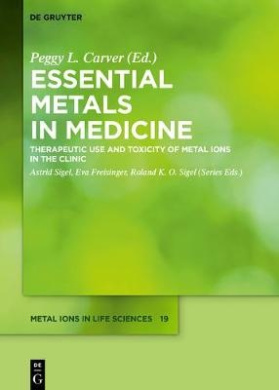 DE GRUYTER
Peggy L. Carver (Ed.)
ESSENTIAL
METALS
IN MEDICINE
THERAPEUTIC USE AND TOXICITY OF METAL IONS
IN THE CLINIC
Astrid Sigel, Eva Freisinger, Roland K. O. Sigel (Series Eds.)
METAL IONS IN LIFE SCIENCES 19
DE
G